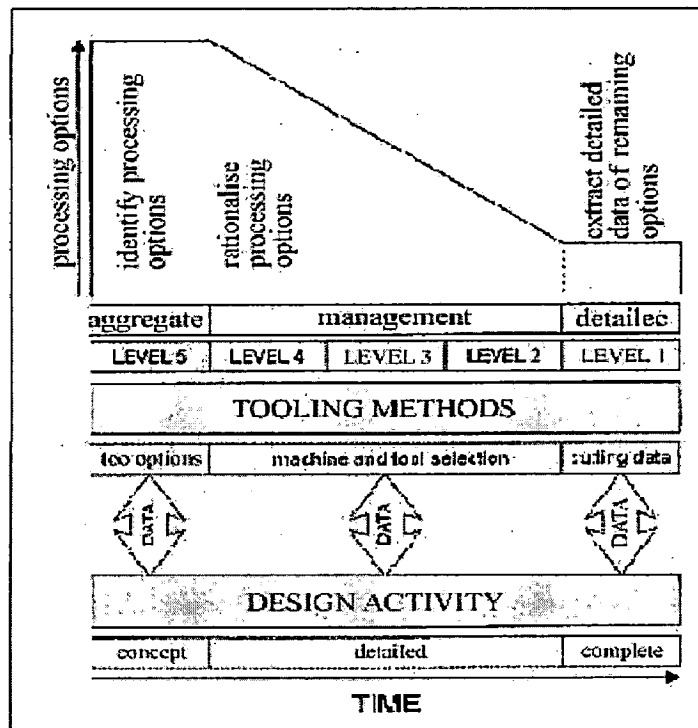 processing options
identify processing
options
rationalise
processing
options
extract detailed
data of remaining
options
aggregate management detailec
LEVEL 5 LEVEL 4 LEVEL 3 LEVEL 2 LEVEL 1
TOOLING METHODS
too options machine and tool selection cutting data
DATA DATA DATA
DESIGN ACTIVITY
concept detailed complete
TIME